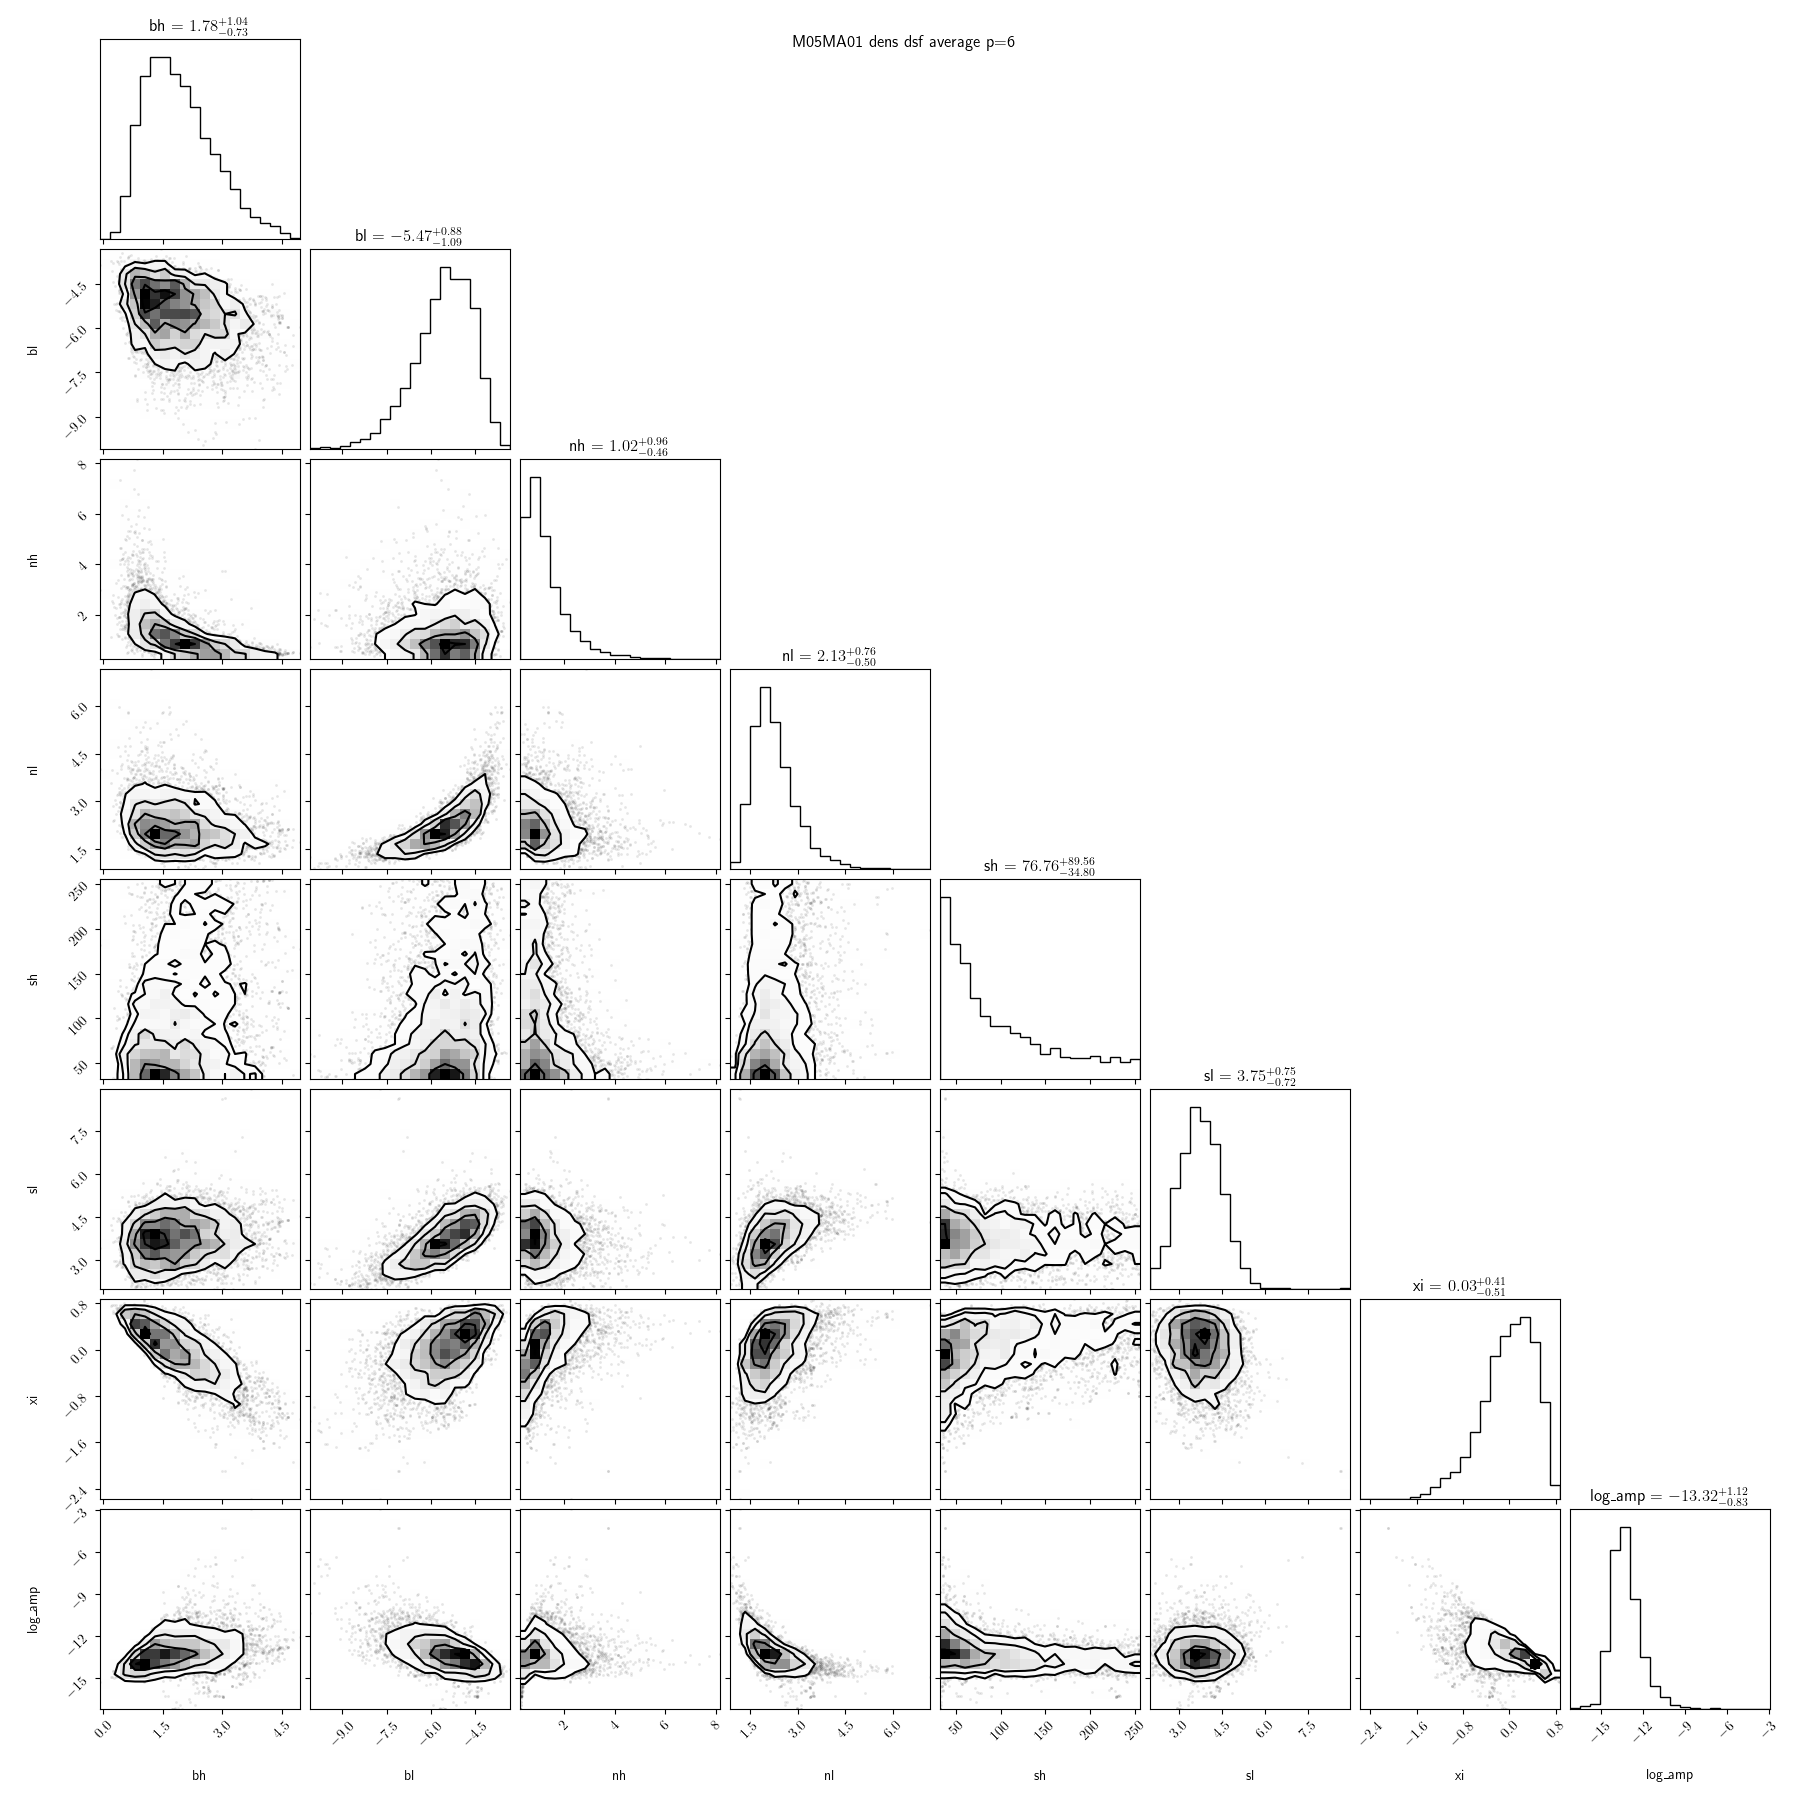 M05MA01 dens dsf average p=6
bh = 1.78+1.04 −0.73
bl = −5.47+0.88 −1.09
bl
−4.5
−6.0
−7.5
−9.0
nh = 1.02+0.96 −0.46
nh
8
6
4
2
nl = 2.13+0.76 −0.50
nl
6.0
4.5
3.0
1.5
sh = 76.76+89.56 −34.80
sh
250
200
150
100
50
sl = 3.75+0.75 −0.72
sl
7.5
6.0
4.5
3.0
xi = 0.03+0.41 −0.51
xi
0.8
0.0
−0.8
−1.6
−2.4
log_amp = −13.32+1.12 −0.83
log_amp
−3
−6
−9
−12
−15
0.0 1.5 3.0 4.5 −9.0 −7.5 −6.0 −4.5 2 4 6 8 1.5 3.0 4.5 6.0 50 100 150 200 250 3.0 4.5 6.0 7.5 −2.4 −1.6 −0.8 0.0 0.8 −15 −12 −9 −6 −3
bh bl nh nl sh sl xi log_amp